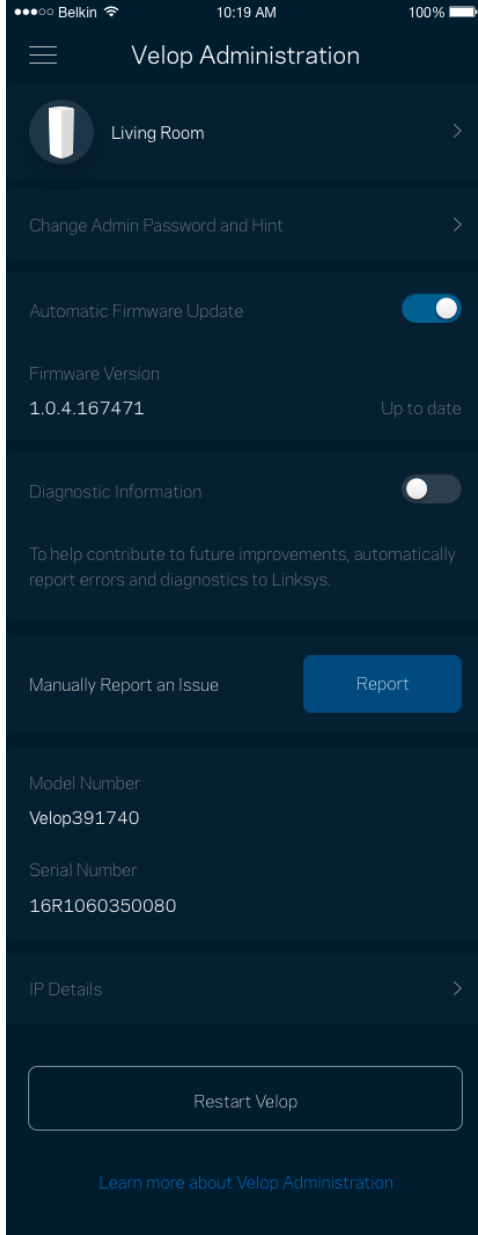 Belkin 10:19 AM 100%
Velop Administration
Living Room
Change Admin Password and Hint
Automatic Firmware Update
Firmware Version
1.0.4.167471 Up to date
Diagnostic Information
To help contribute to future improvements, automatically
report errors and diagnostics to Linksys.
Manually Report an Issue Report
Model Number
Velop391740
Serial Number
16R1060350080
IP Details
Restart Velop
Learn more about Velop Administration